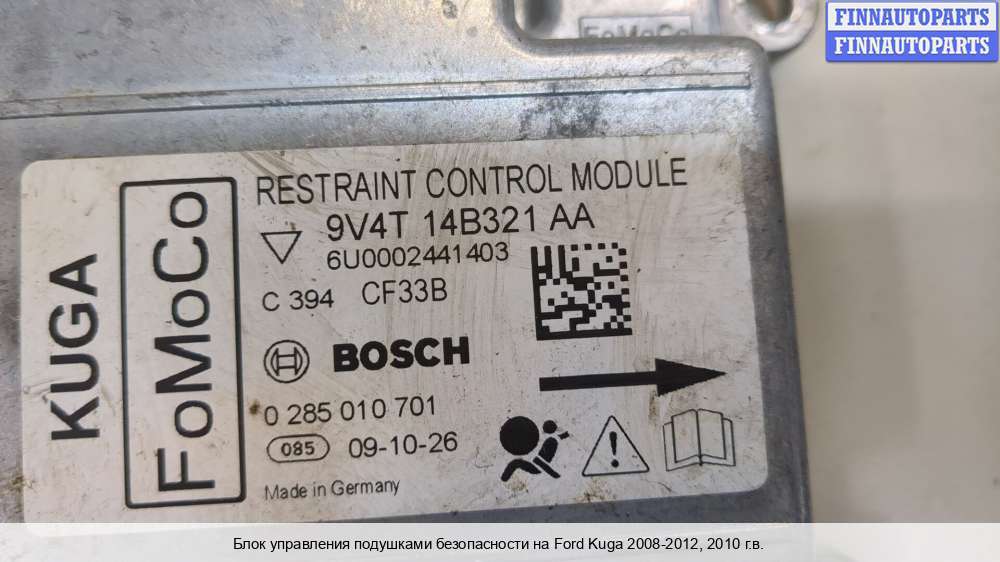 FINNAUTOPARTS
FINNAUTOPARTS
FoMoCo
KUGA
FoMoCo
RESTRAINT CONTROL MODULE
9V4T 14B321 AA
6U0002441403
C 394 CF33B
BOSCH
0 285 010 701
085 09-10-26
Made in Germany
Блок управления подушками безопасности на Ford Kuga 2008-2012, 2010 г.в.